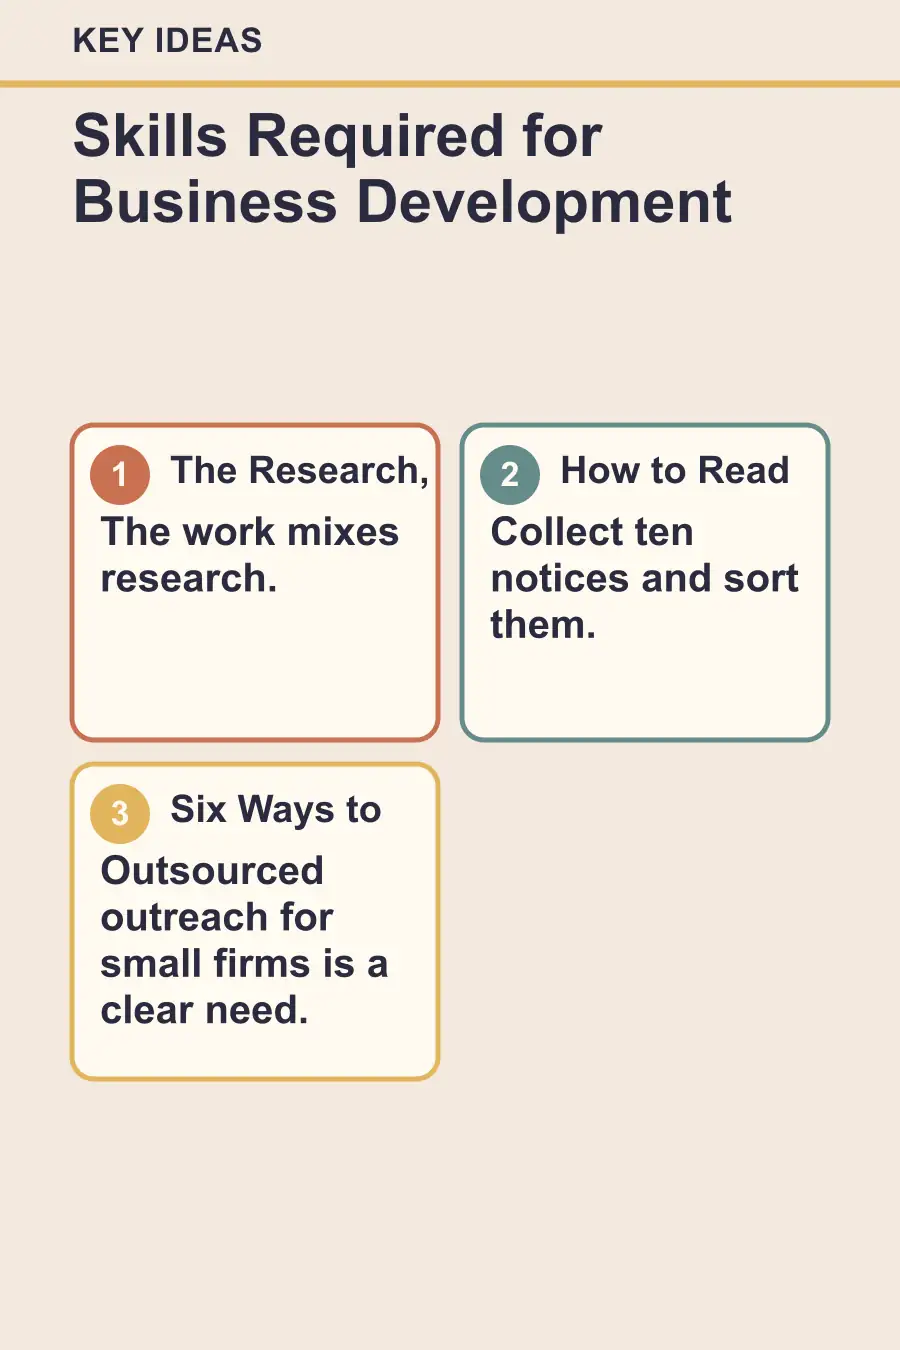 KEY IDEAS
Skills Required for
Business Development
1 The Research,
The work mixes
research.
2 How to Read
Collect ten
notices and sort
them.
3 Six Ways to
Outsourced
outreach for
small firms is a
clear need.